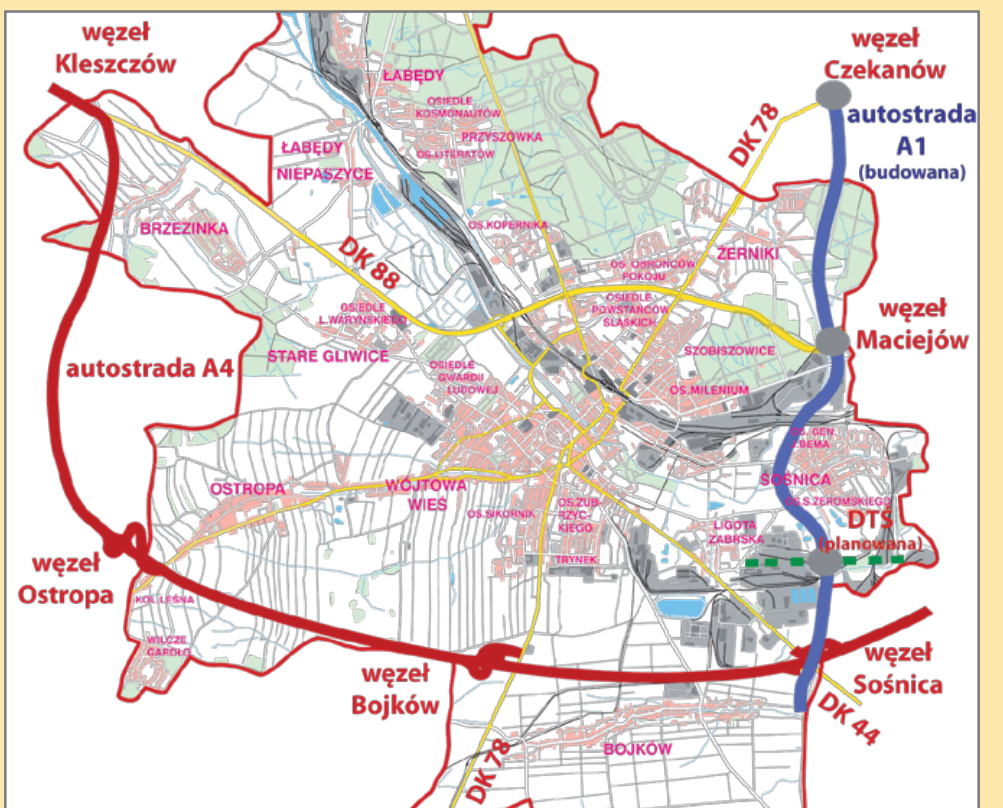 węzeł
Kleszczów
węzeł
Czekanów
autostrada
A1
(budowana)
DK 78
ŁABĘDY
OSIEDLE
KOSMONAUTÓW
PRZYSZÓWKA
OS.LITERATÓW
ŁABĘDY
NIEPASZYCE
BRZEZINKA
OS.KOPERNIKA
ŻERNIKI
OS. OBROŃCÓW
POKOJU
DK 88
OSIEDLE
L.WARYŃSKIEGO
OSIEDLE
POWSTAŃCÓW
ŚLĄSKICH
węzeł
Maciejów
STARE GLIWICE
SZOBISZOWICE
autostrada A4
OSIEDLE
GWARDII
LUDOWEJ
OS.MILENIUM
OS. GEN.
J.BEMA
SOŚNICA
OS.S.ŻEROMSKIEGO
OSTROPA
WÓJTOWA
WIEŚ
OS.SIKORNIK
OS.ZUB
RZYC-
KIEGO
TRYNEK
LIGOTA
ZABRSKA
DTŚ
(planowana)
węzeł
Ostropa
KOL.LEŚNA
WILCZE
GARDŁO
węzeł
Bojków
węzeł
Sośnica
DK 44
BOJKÓW
DK 78